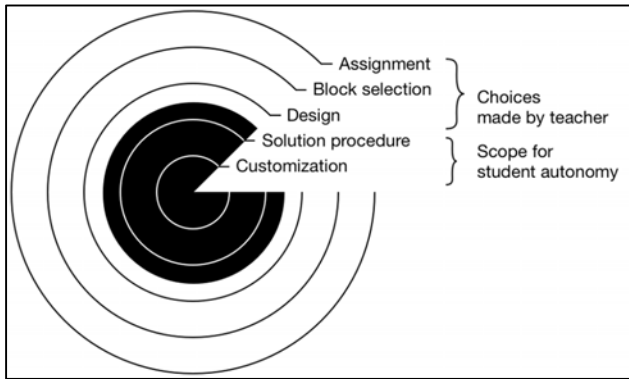 Assignment
Block selection
Design
Solution procedure
Customization
Choices
made by teacher
Scope for
student autonomy